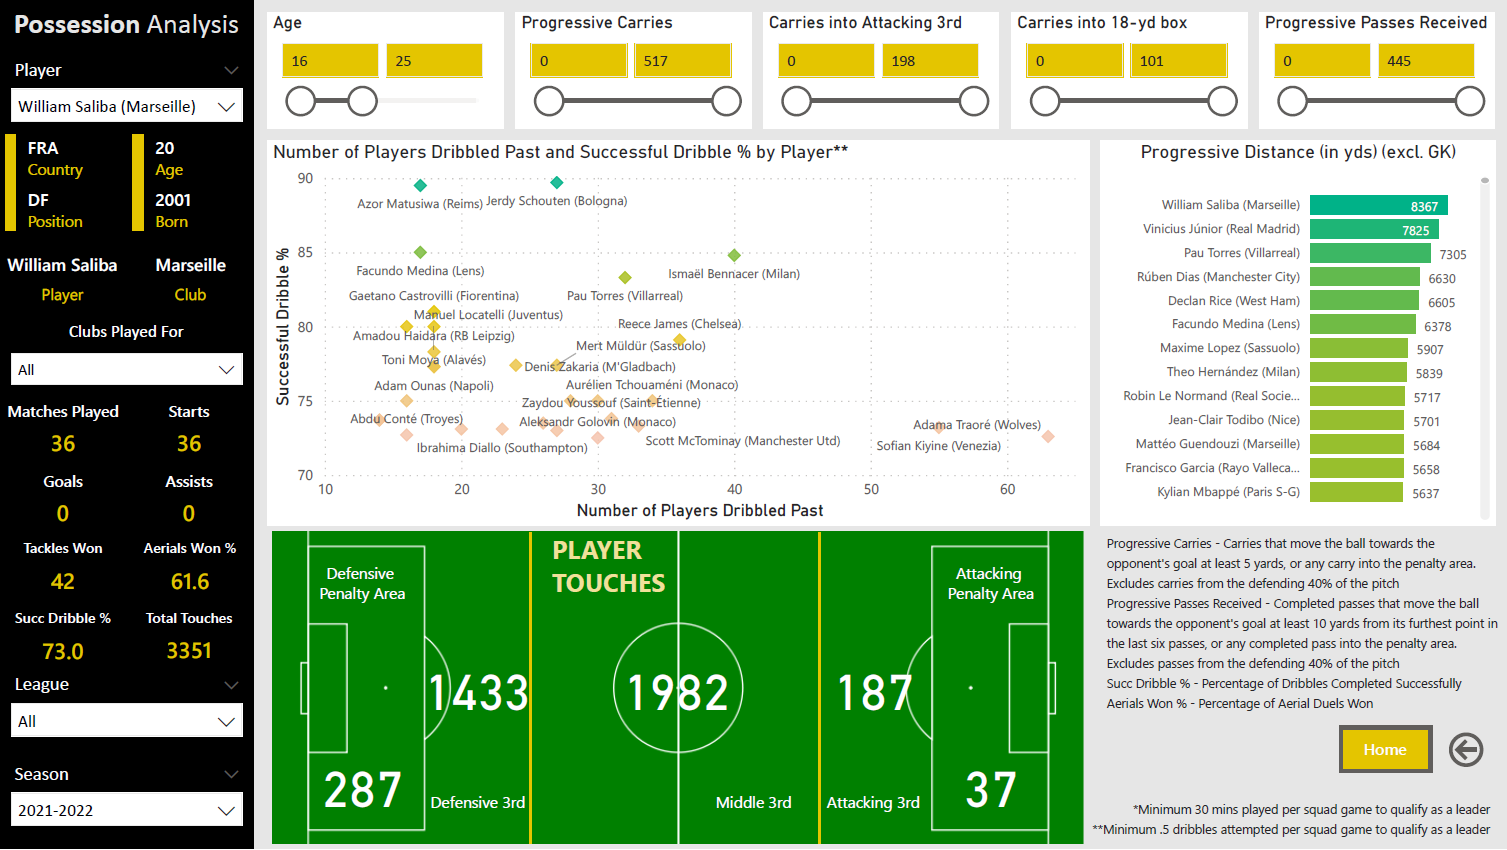 Possession Analysis
Player
William Saliba (Marseille)
FRA
Country
20
Age
DF
Position
2001
Born
William Saliba
Player
Marseille
Club
Clubs Played For
All
Matches Played
36
Starts
36
Goals
0
Assists
0
Tackles Won
42
Aerials Won %
61.6
Succ Dribble %
73.0
Total Touches
3351
League
All
Season
2021-2022
Age
16
25
Progressive Carries
0
517
Carries into Attacking 3rd
0
198
Carries into 18-yd box
0
101
Progressive Passes Received
0
445
Number of Players Dribbled Past and Successful Dribble % by Player**
Successful Dribble %
90
85
80
75
70
Azor Matusiwa (Reims)
Jerdy Schouten (Bologna)
Facundo Medina (Lens)
Ismaël Bennacer (Milan)
Gaetano Castrovilli (Fiorentina)
Pau Torres (Villarreal)
Manuel Locatelli (Juventus)
Reece James (Chelsea)
Amadou Haidara (RB Leipzig)
Mert Müldür (Sassuolo)
Toni Moya (Alavés)
Denis Zakaria (M'Gladbach)
Adam Ounas (Napoli)
Aurélien Tchouaméni (Monaco)
Zaydou Youssouf (Saint-Étienne)
Abdu Conté (Troyes)
Aleksandr Golovin (Monaco)
Adama Traoré (Wolves)
Ibrahima Diallo (Southampton)
Scott McTominay (Manchester Utd)
Sofian Kiyine (Venezia)
10
20
30
40
50
60
Number of Players Dribbled Past
Progressive Distance (in yds) (excl. GK)
William Saliba (Marseille) 8367
Vinicius Júnior (Real Madrid) 7825
Pau Torres (Villarreal) 7305
Rúben Dias (Manchester City) 6630
Declan Rice (West Ham) 6605
Facundo Medina (Lens) 6378
Maxime Lopez (Sassuolo) 5907
Theo Hernández (Milan) 5839
Robin Le Normand (Real Socie... 5717
Jean-Clair Todibo (Nice) 5701
Mattéo Guendouzi (Marseille) 5684
Francisco Garcia (Rayo Valleca... 5658
Kylian Mbappé (Paris S-G) 5637
PLAYER
TOUCHES
Defensive
Penalty Area
Attacking
Penalty Area
1433
1982
187
287
Defensive 3rd
Middle 3rd
Attacking 3rd
37
Progressive Carries - Carries that move the ball towards the
opponent's goal at least 5 yards, or any carry into the penalty area.
Excludes carries from the defending 40% of the pitch
Progressive Passes Received - Completed passes that move the ball
towards the opponent's goal at least 10 yards from its furthest point in
the last six passes, or any completed pass into the penalty area.
Excludes passes from the defending 40% of the pitch
Succ Dribble % - Percentage of Dribbles Completed Successfully
Aerials Won % - Percentage of Aerial Duels Won
Home
*Minimum 30 mins played per squad game to qualify as a leader
**Minimum .5 dribbles attempted per squad game to qualify as a leader